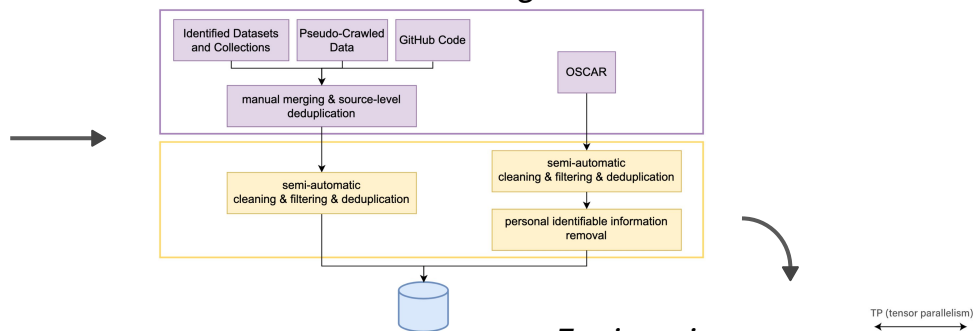 Identified Datasets
and Collections
Pseudo-Crawled
Data
GitHub Code
OSCAR
manual merging & source-level
deduplication
semi-automatic
cleaning & filtering & deduplication
semi-automatic
cleaning & filtering & deduplication
personal identifiable information
removal
TP (tensor parallelism)